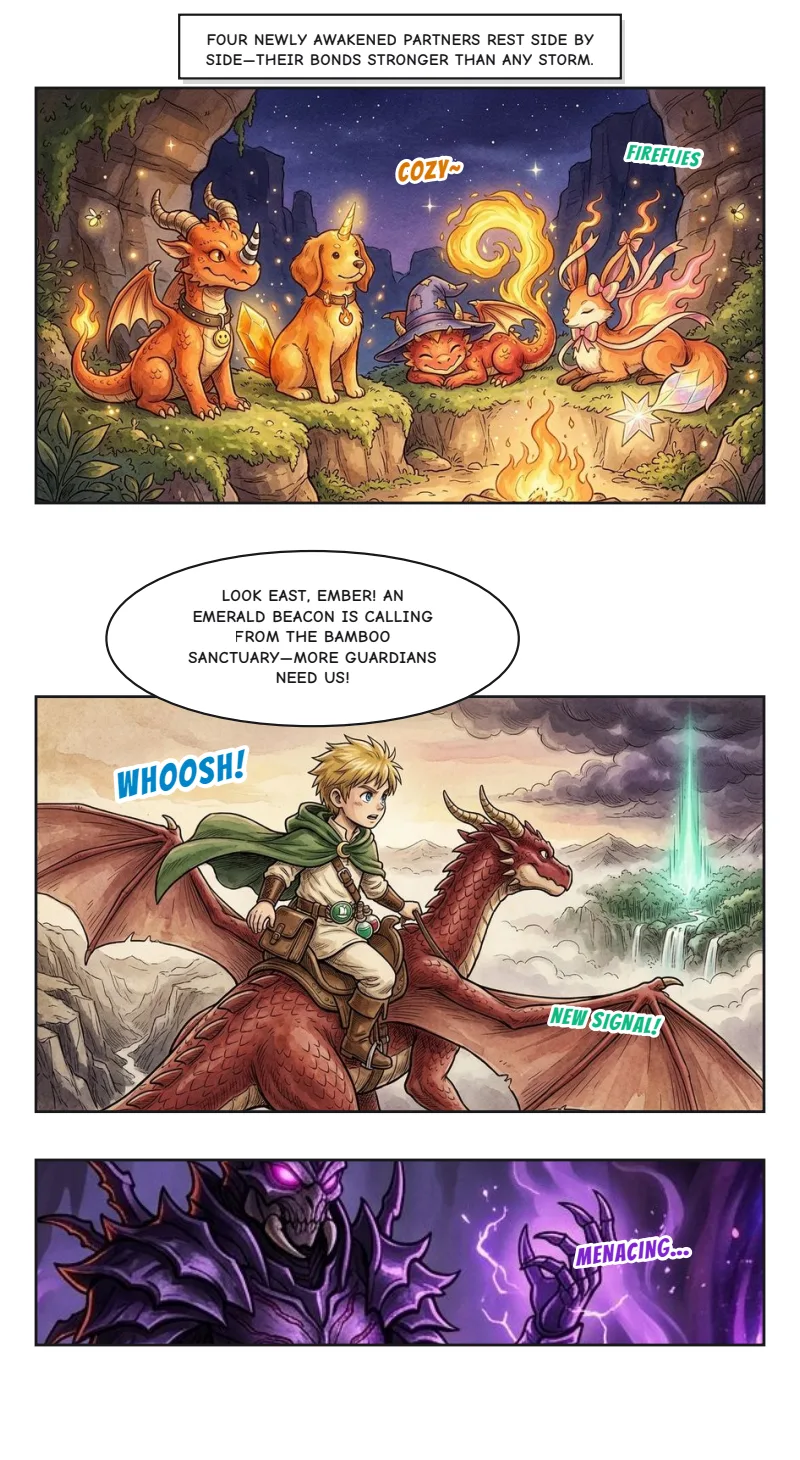 FOUR NEWLY AWAKENED PARTNERS REST SIDE BY
SIDE—THEIR BONDS STRONGER THAN ANY STORM.
COZY~
FIREFLIES
LOOK EAST, EMBER! AN
EMERALD BEACON IS CALLING
FROM THE BAMBOO
SANCTUARY—MORE GUARDIANS
NEED US!
WHOOSH!
NEW SIGNAL!
MENACING...